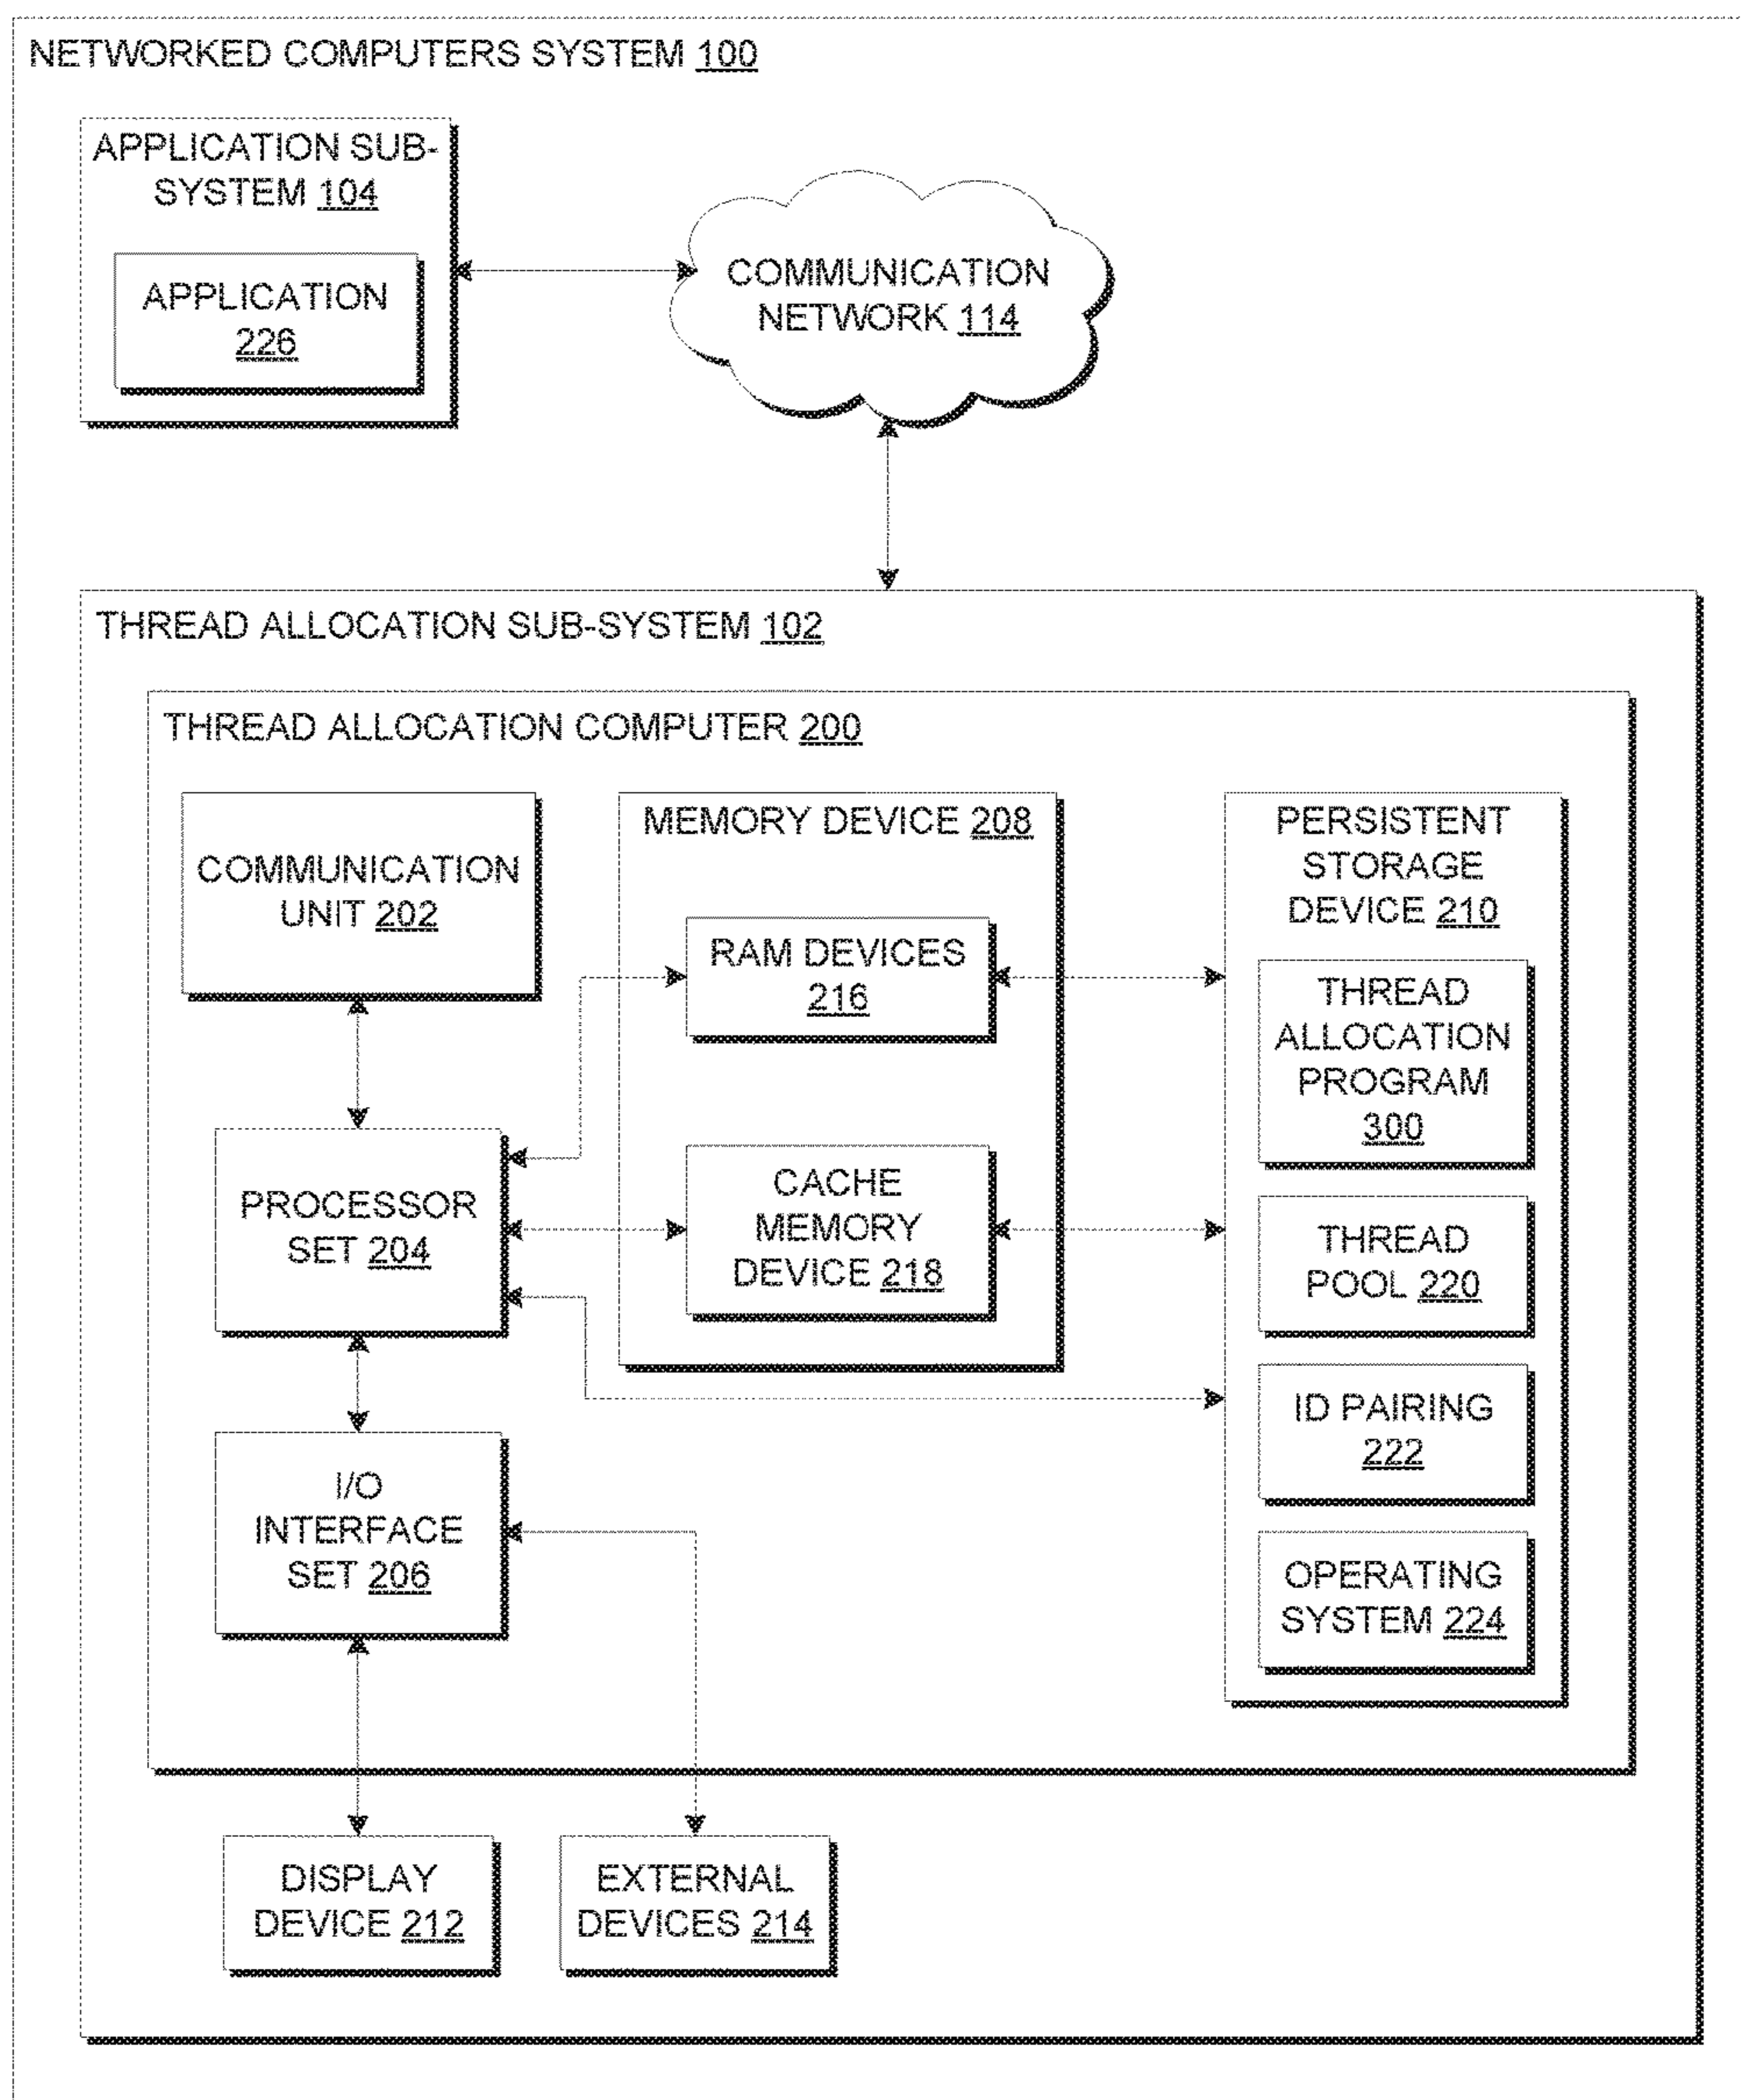 NETWORKED COMPUTERS SYSTEM 100
APPLICATION SUB-
SYSTEM 104
APPLICATION
226
COMMUNICATION
NETWORK 114
THREAD ALLOCATION SUB-SYSTEM 102
THREAD ALLOCATION COMPUTER 200
COMMUNICATION
UNIT 202
PROCESSOR
SET 204
I/O
INTERFACE
SET 206
MEMORY DEVICE 208
RAM DEVICES
216
CACHE
MEMORY
DEVICE 218
PERSISTENT
STORAGE
DEVICE 210
THREAD
ALLOCATION
PROGRAM
300
THREAD
POOL 220
ID PAIRING
222
OPERATING
SYSTEM 224
DISPLAY
DEVICE 212
EXTERNAL
DEVICES 214